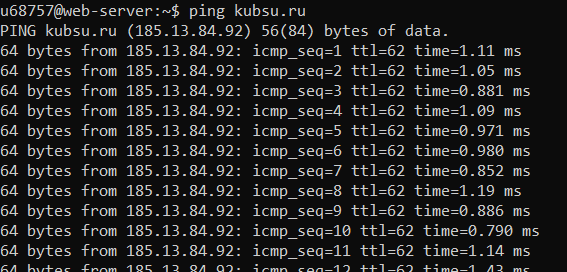 u68757@web-server:~$ ping kubsu.ru
PING kubsu.ru (185.13.84.92) 56(84) bytes of data.
64 bytes from 185.13.84.92: icmp_seq=1 ttl=62 time=1.11 ms
64 bytes from 185.13.84.92: icmp_seq=2 ttl=62 time=1.05 ms
64 bytes from 185.13.84.92: icmp_seq=3 ttl=62 time=0.881 ms
64 bytes from 185.13.84.92: icmp_seq=4 ttl=62 time=1.09 ms
64 bytes from 185.13.84.92: icmp_seq=5 ttl=62 time=0.971 ms
64 bytes from 185.13.84.92: icmp_seq=6 ttl=62 time=0.980 ms
64 bytes from 185.13.84.92: icmp_seq=7 ttl=62 time=0.852 ms
64 bytes from 185.13.84.92: icmp_seq=8 ttl=62 time=1.19 ms
64 bytes from 185.13.84.92: icmp_seq=9 ttl=62 time=0.886 ms
64 bytes from 185.13.84.92: icmp_seq=10 ttl=62 time=0.790 ms
64 bytes from 185.13.84.92: icmp_seq=11 ttl=62 time=1.14 ms
64 bytes from 185.13.84.92: icmp_seq=12 ttl=62 time=1.43 ms